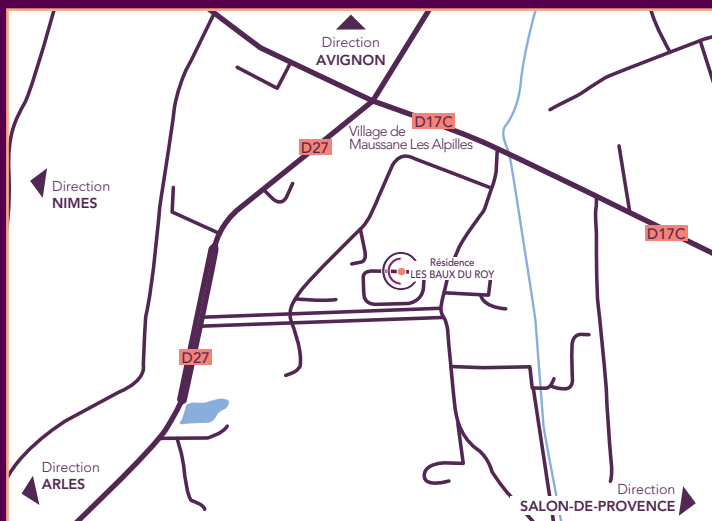 Direction
AVIGNON
D17C
Village de
Maussane Les Alpilles
D27
Direction
NIMES
D17C
Résidence
LES BAUX DU ROY
D27
Direction
ARLES
Direction
SALON-DE-PROVENCE